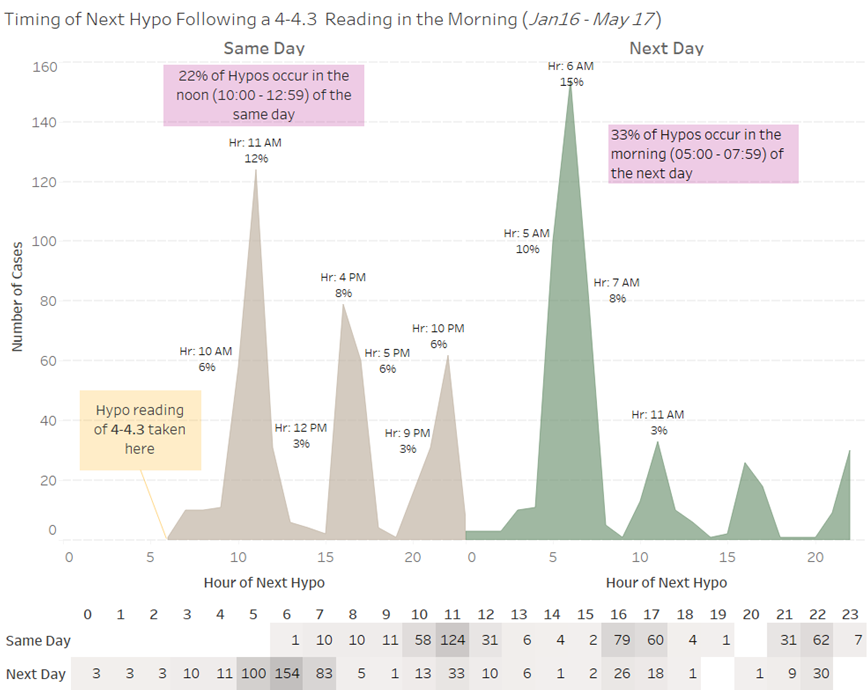 Timing of Next Hypo Following a 4-4.3 Reading in the Morning (Jan16 - May 17)
Same Day
Next Day
160
140
120
100
80
60
40
20
0
Number of Cases
22% of Hypos occur in the
noon (10:00 - 12:59) of the
same day
Hr: 11 AM
12%
Hr: 4 PM
8%
Hr: 10 AM
6%
Hr: 5 PM
6%
Hr: 10 PM
6%
Hr: 12 PM
3%
Hr: 9 PM
3%
Hypo reading
of 4-4.3 taken
here
Hr: 6 AM
15%
33% of Hypos occur in the
morning (05:00 - 07:59) of
the next day
Hr: 5 AM
10%
Hr: 7 AM
8%
Hr: 11 AM
3%
0 5 10 15 20 0 5 10 15 20
Hour of Next Hypo
Hour of Next Hypo
0 1 2 3 4 5 6 7 8 9 10 11 12 13 14 15 16 17 18 19 20 21 22 23
Same Day 1 10 10 11 58 124 31 6 4 2 79 60 4 1 31 62 7
Next Day 3 3 3 10 11 100 154 83 5 1 13 33 10 6 1 2 26 18 1 1 9 30